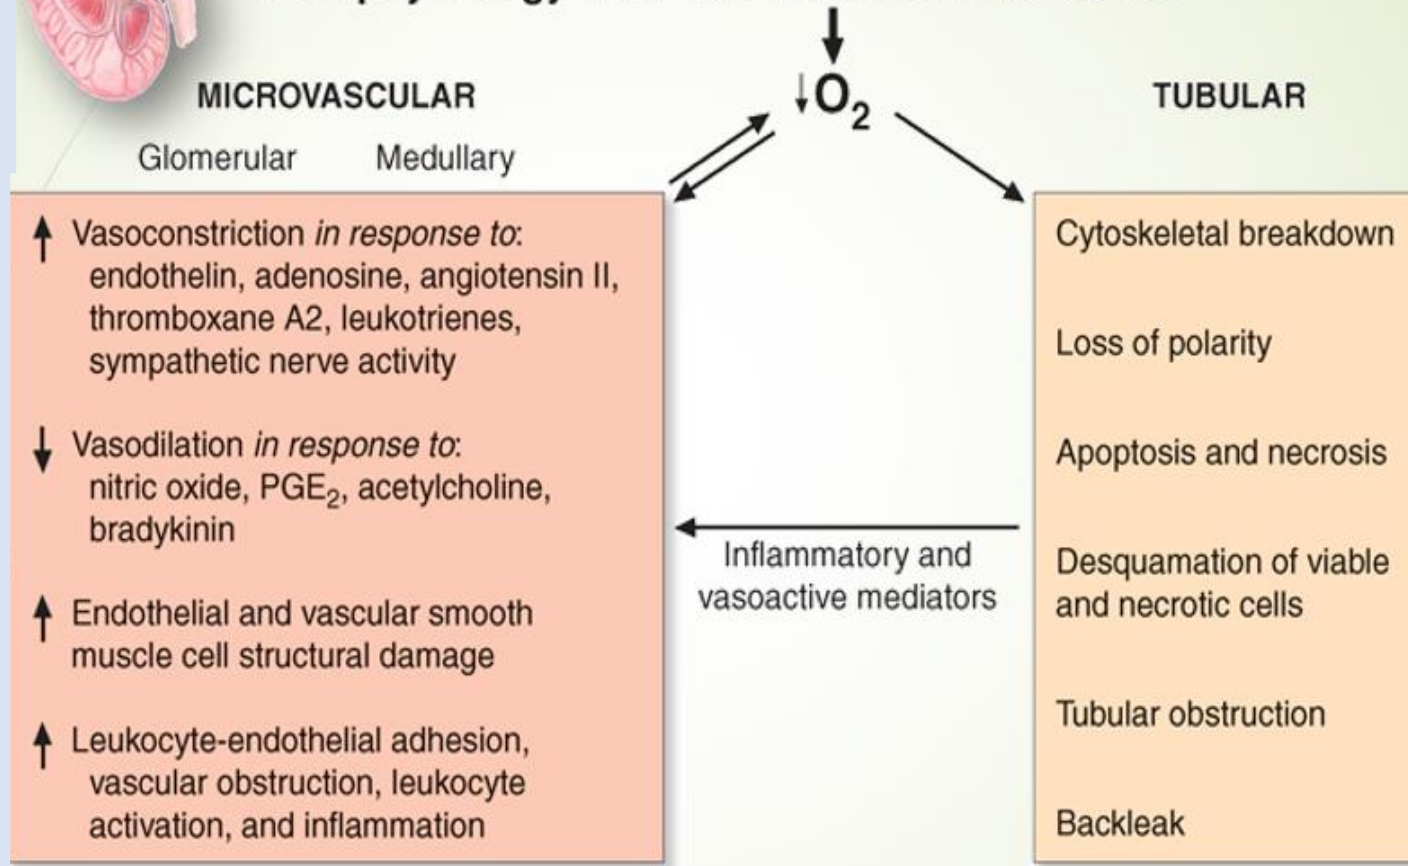 MICROVASCULAR
Glomerular Medullary
↓O₂
TUBULAR
↑ Vasoconstriction in response to:
endothelin, adenosine, angiotensin II,
thromboxane A2, leukotrienes,
sympathetic nerve activity
↓ Vasodilation in response to:
nitric oxide, PGE₂, acetylcholine,
bradykinin
↑ Endothelial and vascular smooth
muscle cell structural damage
↑ Leukocyte-endothelial adhesion,
vascular obstruction, leukocyte
activation, and inflammation
Inflammatory and
vasoactive mediators
Cytoskeletal breakdown
Loss of polarity
Apoptosis and necrosis
Desquamation of viable
and necrotic cells
Tubular obstruction
Backleak